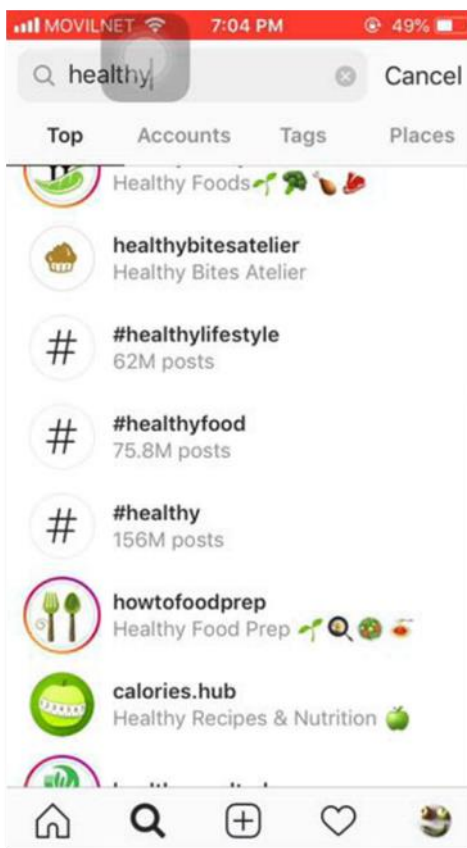 MOVILNET 7:04 PM 49%
healthy Cancel
Top Accounts Tags Places
Healthy Foods
healthybitesatelier
Healthy Bites Atelier
#healthylifestyle
62M posts
#healthyfood
75.8M posts
#healthy
156M posts
howtofoodprep
Healthy Food Prep
calories.hub
Healthy Recipes & Nutrition